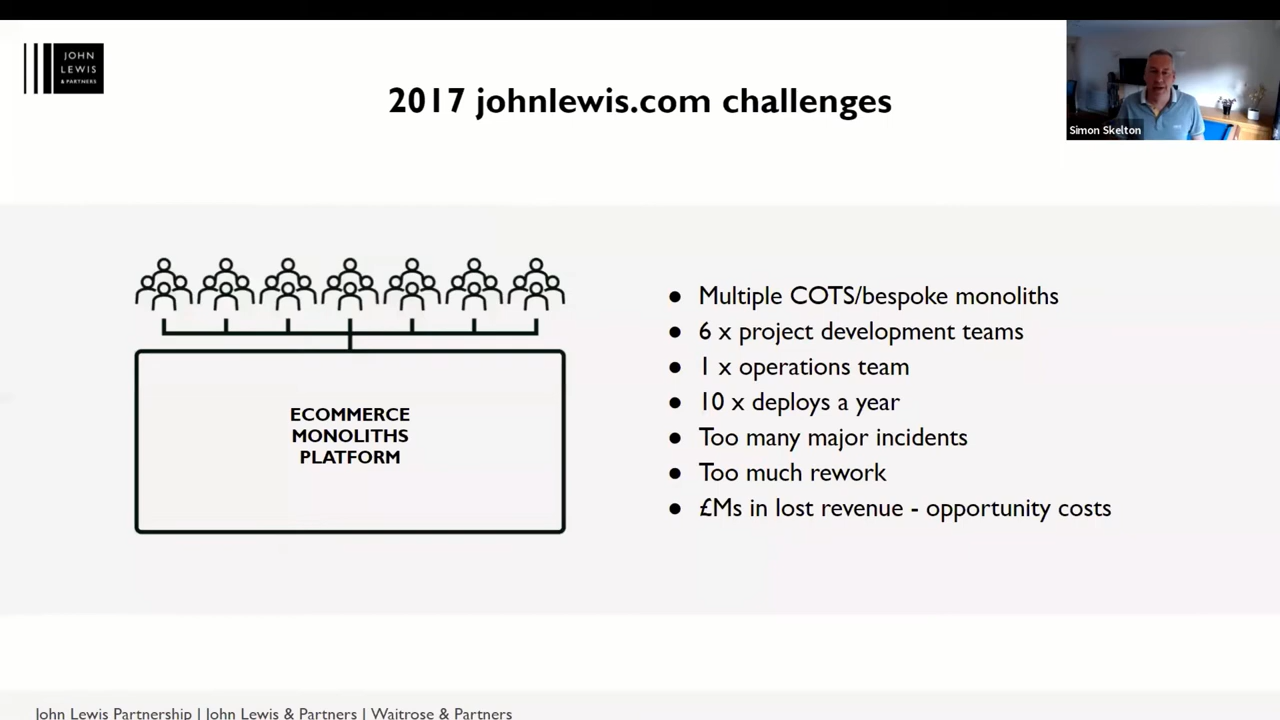 JOHN
LEWIS
& PARTNERS
2017 johnlewis.com challenges
Simon Skelton
ECOMMERCE
MONOLITHS
PLATFORM
● Multiple COTS/bespoke monoliths
● 6 x project development teams
● 1 x operations team
● 10 x deploys a year
● Too many major incidents
● Too much rework
● £Ms in lost revenue - opportunity costs
John Lewis Partnership | John Lewis & Partners | Waitrose & Partners